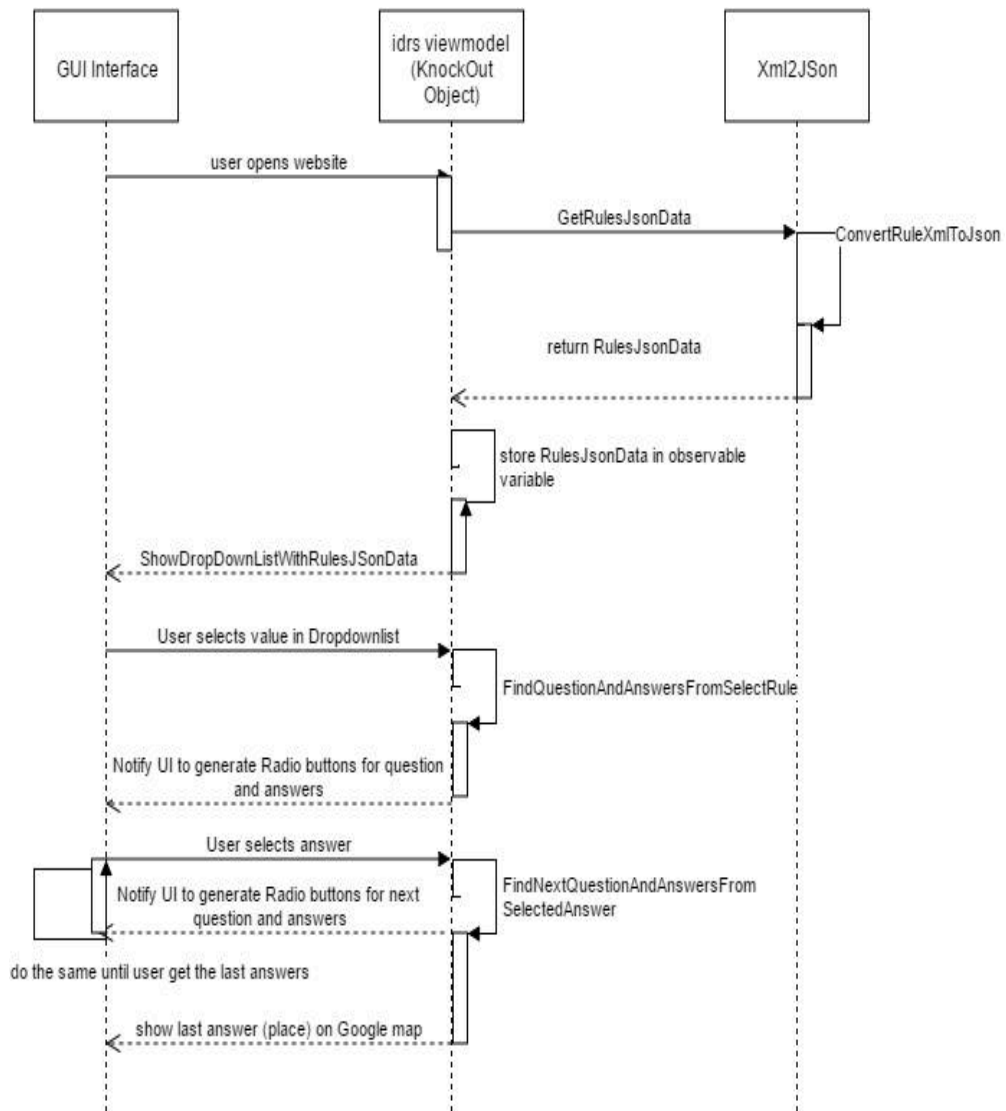 GUI Interface
idrs viewmodel
(KnockOut
Object)
Xml2JSon
user opens website
GetRulesJsonData
ConvertRuleXmlToJson
return RulesJsonData
store RulesJsonData in observable
variable
ShowDropDownListWithRulesJSonData
User selects value in Dropdownlist
FindQuestionAndAnswersFromSelectRule
Notify UI to generate Radio buttons for question
and answers
User selects answer
FindNextQuestionAndAnswersFrom
SelectedAnswer
Notify UI to generate Radio buttons for next
question and answers
do the same until user get the last answers
show last answer (place) on Google map